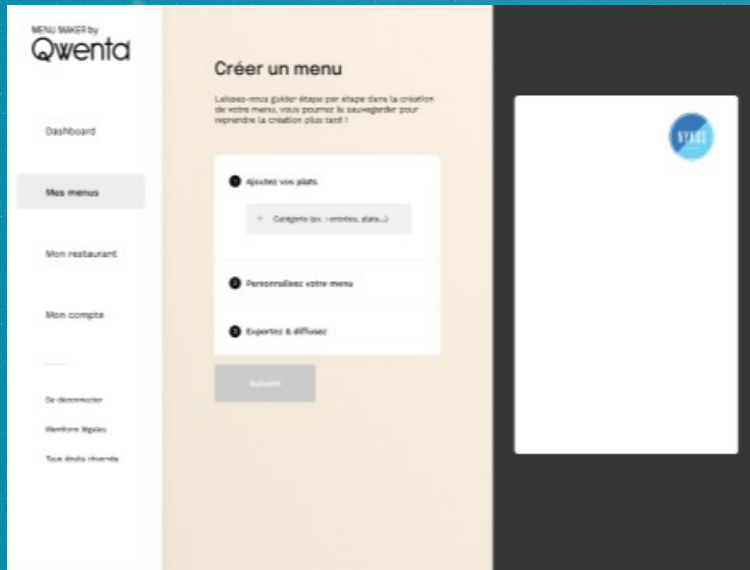 MENU MAKER by
Qwenta
Dashboard
Mes menus
Mon restaurant
Mon compte
Se déconnecter
Mentions légales
Tous droits réservés
Créer un menu
Laissez-vous guider étape par étape dans la création
de votre menu, vous pourrez le sauvegarder pour
reprendre la création plus tard !
1 Ajoutez vos plats
+ Catégorie (ex. : entrées, plats...)
2 Personnalisez votre menu
3 Exportez & diffusez
Suivant